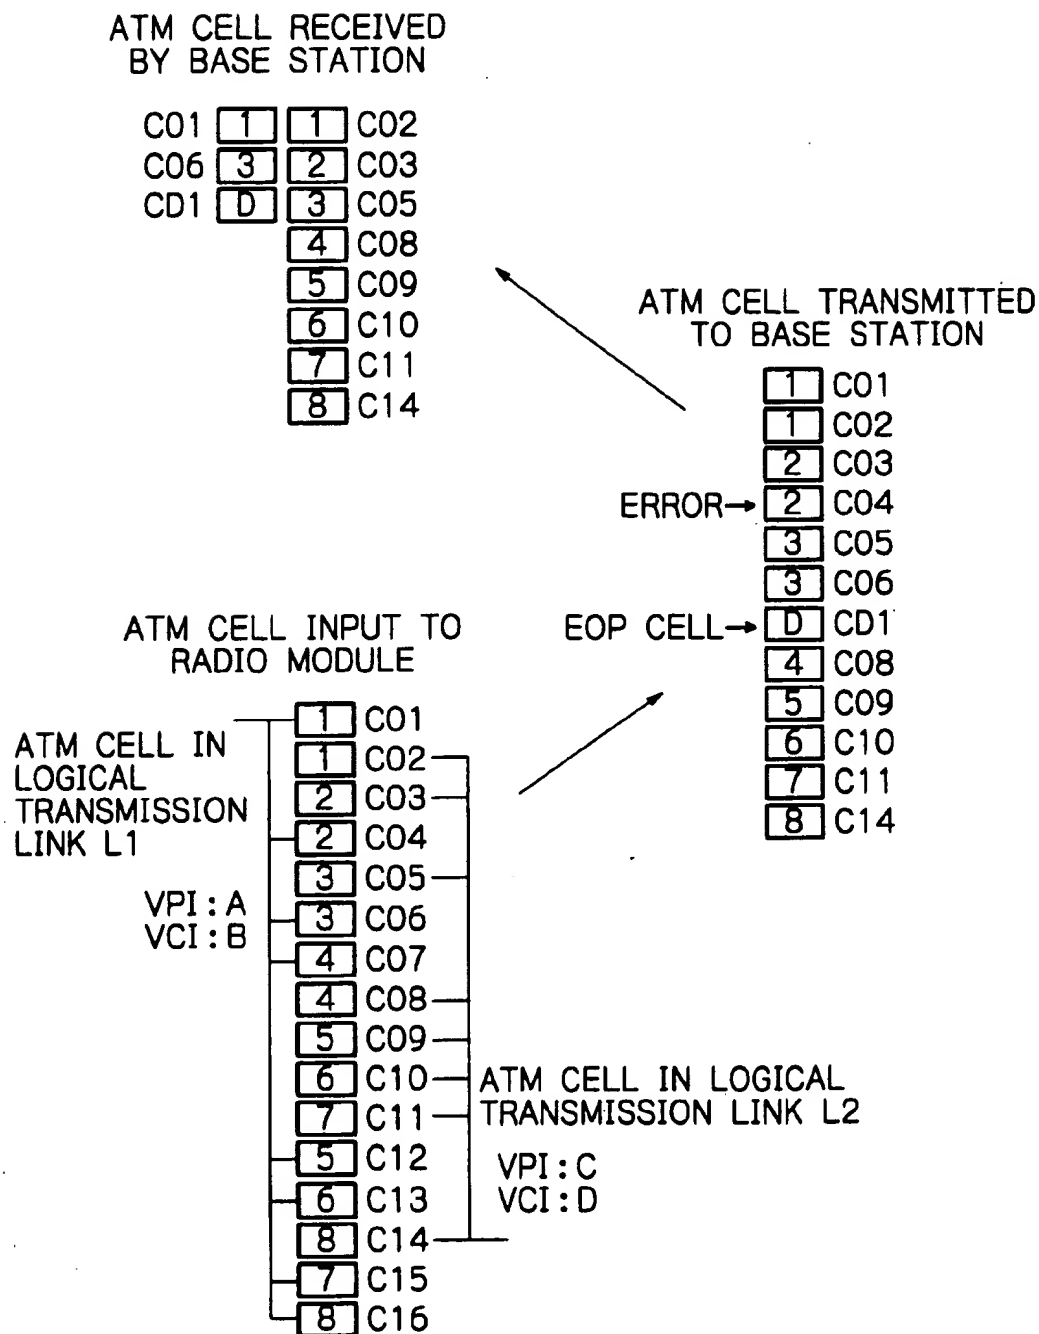 ATM CELL RECEIVED
BY BASE STATION
C01 1 1 C02
C06 3 2 C03
CD1 D 3 C05
4 C08
5 C09
6 C10
7 C11
8 C14
ATM CELL TRANSMITTED
TO BASE STATION
1 C01
1 C02
2 C03
ERROR 2 C04
3 C05
3 C06
EOP CELL D CD1
4 C08
5 C09
6 C10
7 C11
8 C14
ATM CELL INPUT TO
RADIO MODULE
ATM CELL IN
LOGICAL
TRANSMISSION
LINK L1
VPI:A
VCI:B
1 C01
1 C02
2 C03
2 C04
3 C05
3 C06
4 C07
4 C08
5 C09
6 C10
7 C11
5 C12
6 C13
8 C14
7 C15
8 C16
ATM CELL IN LOGICAL
TRANSMISSION LINK L2
VPI:C
VCI:D